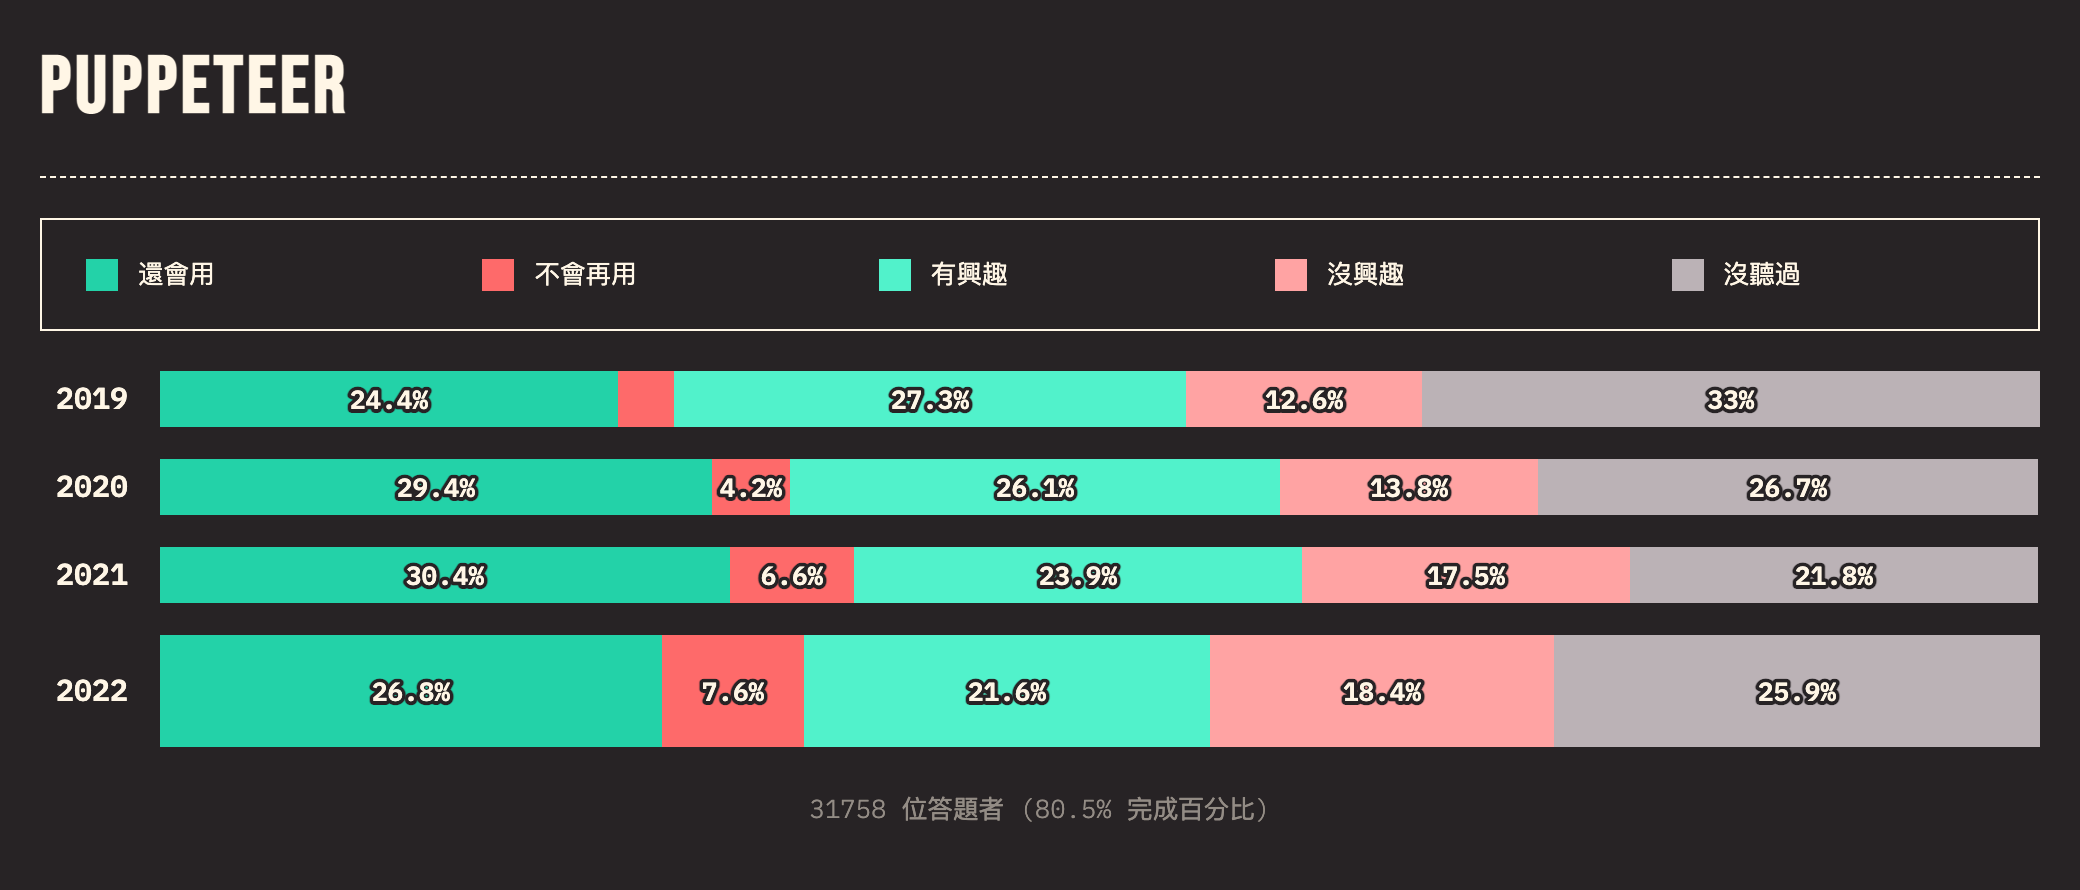 PUPPETEER
還會用 不會再用 有興趣 沒興趣 沒聽過
2019 24.4% 27.3% 12.6% 33%
2020 29.4% 4.2% 26.1% 13.8% 26.7%
2021 30.4% 6.6% 23.9% 17.5% 21.8%
2022 26.8% 7.6% 21.6% 18.4% 25.9%
31758 位答題者 (80.5% 完成百分比)